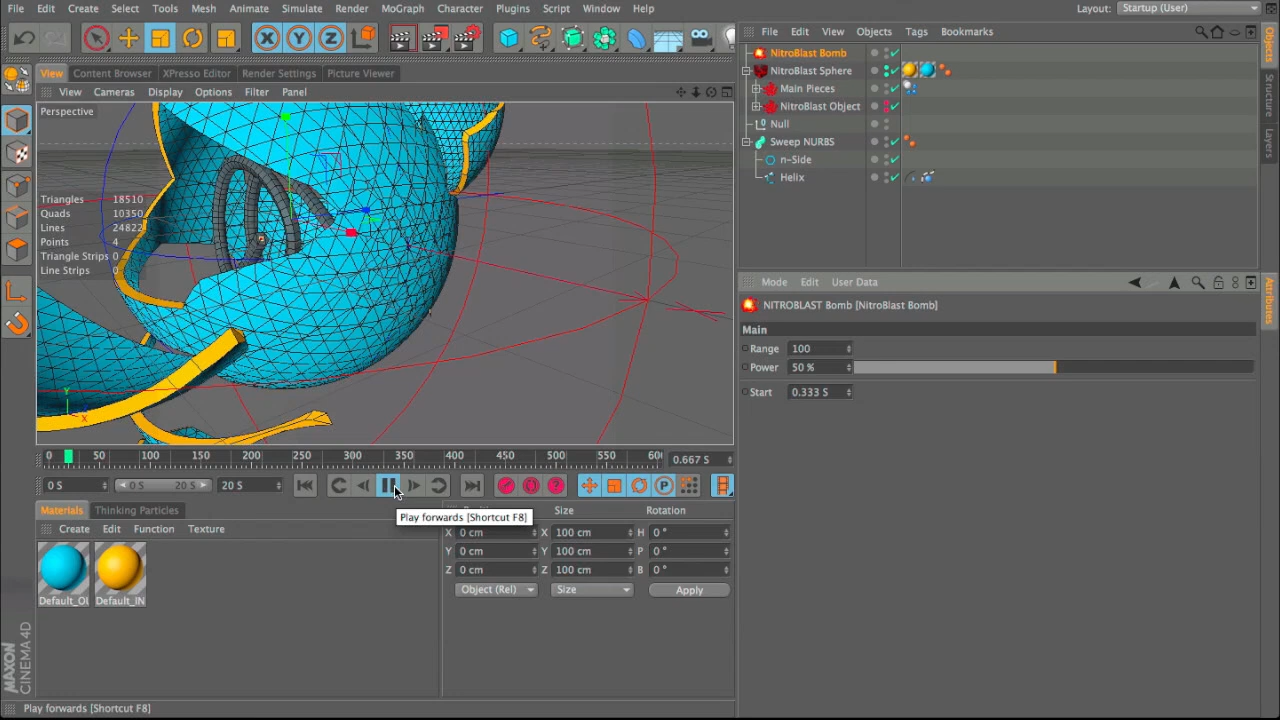 File Edit Create Select Tools Mesh Animate Simulate Render MoGraph Character Plugins Script Window Help Layout: Startup (User)
X Y Z
File Edit View Objects Tags Bookmarks
View Content Browser XPresso Editor Render Settings Picture Viewer
View Cameras Display Options Filter Panel
Perspective
Triangles 18510
Quads 10350
Lines 24822
Points 4
Triangle Strips 0
Line Strips 0
Y
X
NitroBlast Bomb
NitroBlast Sphere
Main Pieces
NitroBlast Object
Null
Sweep NURBS
n-Side
Helix
Objects
Structure
Layers
Mode Edit User Data
NITROBLAST Bomb [NitroBlast Bomb]
Main
Range 100
Power 50 %
Start 0.333 S
Attributes
0 50 100 150 200 250 300 350 400 450 500 55 60 0.667 S
0 S 0 S 20 S 20 S
P
Play forwards [Shortcut F8]
Materials Thinking Particles
Create Edit Function Texture
Default_OU Default_IN
Size Rotation
X 0 cm X 100 cm H 0 °
Y 0 cm Y 100 cm P 0 °
Z 0 cm Z 100 cm B 0 °
Object (Rel) Size Apply
MAXON
CINEMA 4D
Play forwards [Shortcut F8]